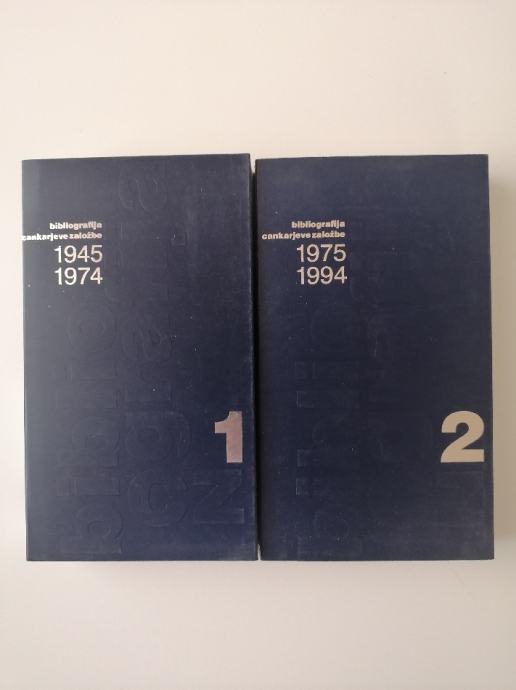 bibliografija
cankarjeve založbe
1945
1974
1
bibliografija
cankarjeve založbe
1975
1994
2